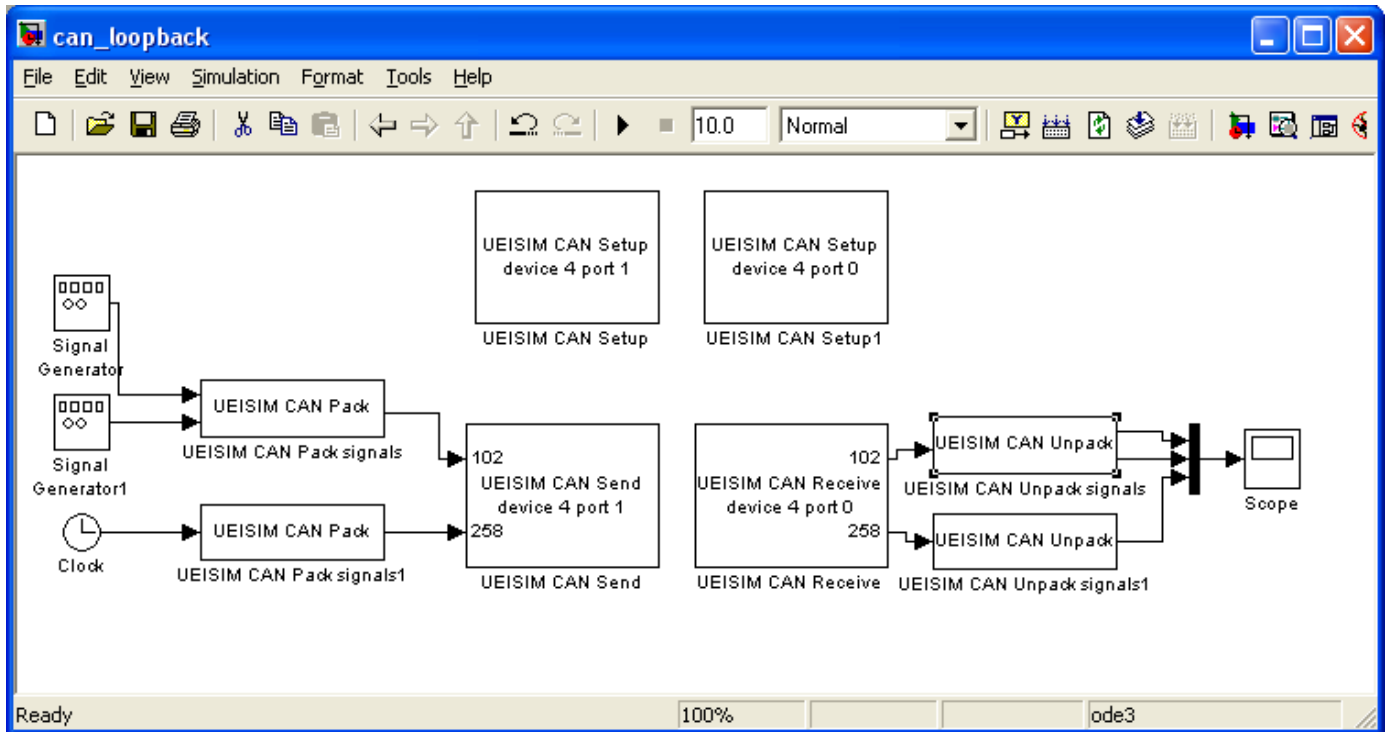 can_loopback
File Edit View Simulation Format Tools Help
10.0 Normal
UEISIM CAN Setup
device 4 port 1
UEISIM CAN Setup
UEISIM CAN Setup
device 4 port 0
UEISIM CAN Setup1
Signal
Generator
Signal
Generator1
Clock
UEISIM CAN Pack
UEISIM CAN Pack signals
UEISIM CAN Pack
UEISIM CAN Pack signals1
102
UEISIM CAN Send
device 4 port 1
258
UEISIM CAN Send
102
UEISIM CAN Receive
device 4 port 0
258
UEISIM CAN Receive
UEISIM CAN Unpack
UEISIM CAN Unpack signals
UEISIM CAN Unpack
UEISIM CAN Unpack signals1
Scope
Ready 100% ode3